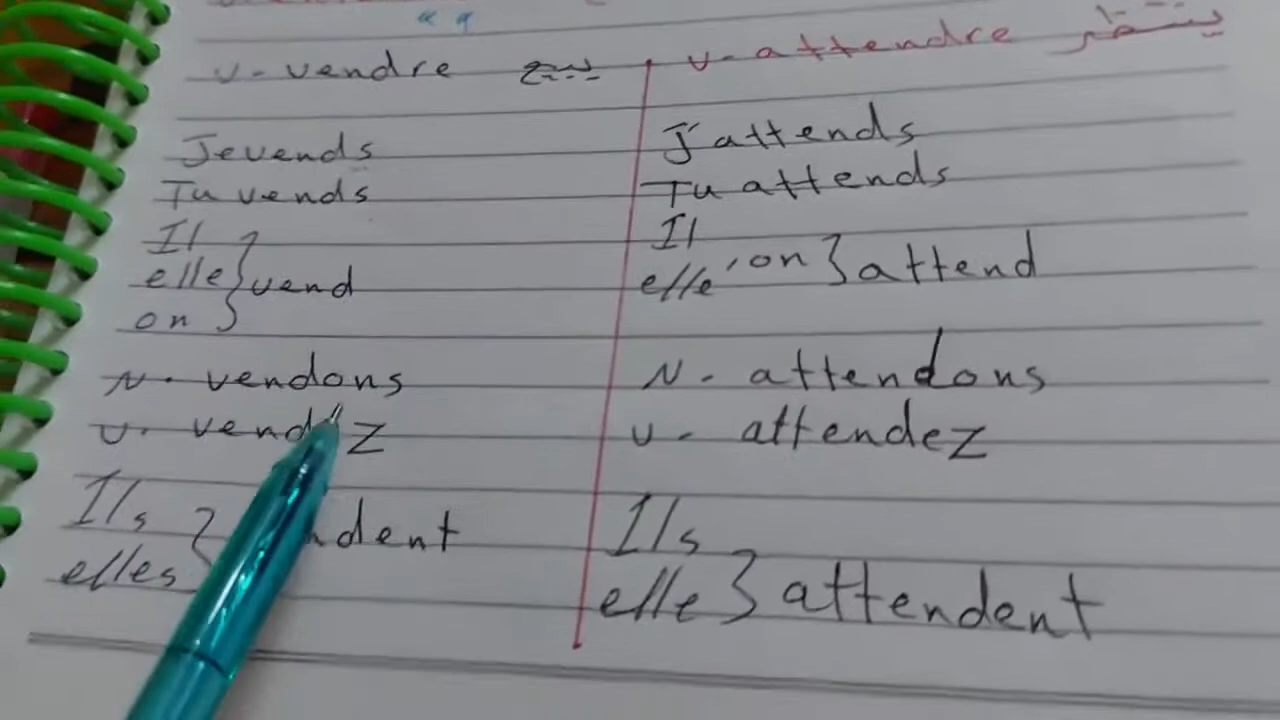 v. vendre يبيع
Je vends
Tu vends
Il
elle } vend
on
N. vendons
v. vendez
Ils
elles } dent
v. attendre ينتظر
J'attends
Tu attends
Il
elle 'on } attend
N. attendons
v. attendez
Ils
elle } attendent